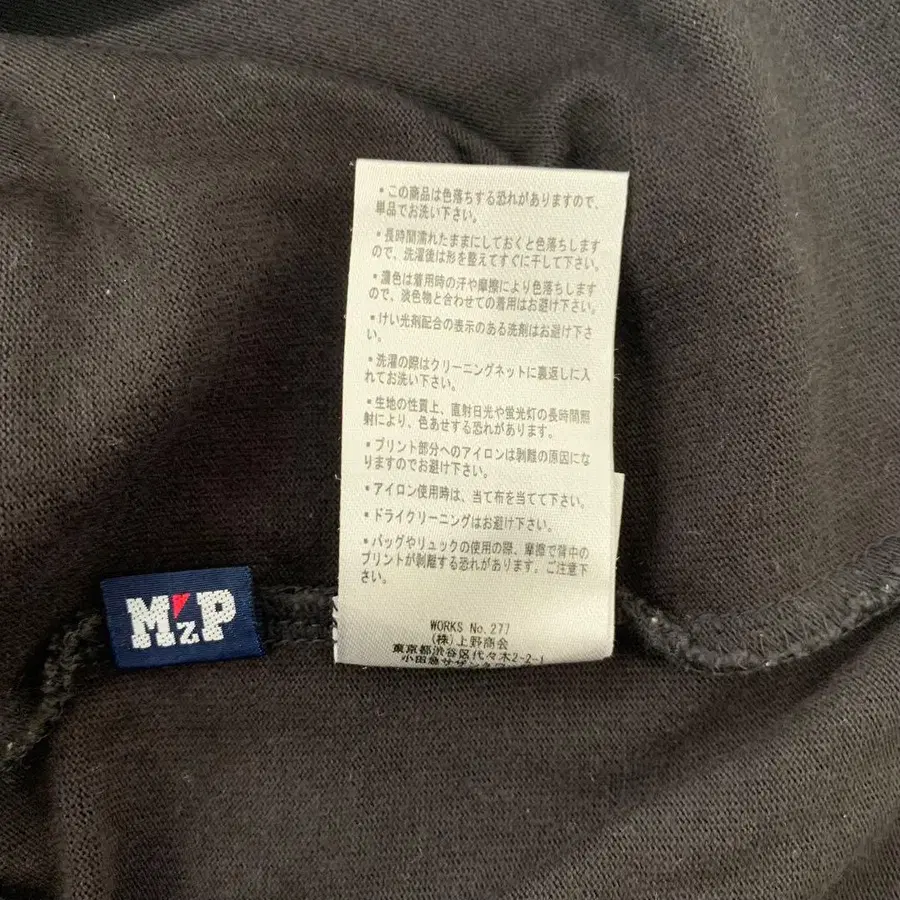 ・この商品は色落ちする恐れがありますので、
単品でお洗い下さい。
・長時間濡れたままにしておくと色落ちします
ので、洗濯後は形を整えてすぐに干して下さい。
・濃色は着用時の汗や摩擦により色落ちします
ので、淡色物と合わせての着用はお避け下さい。
・けい光剤配合の表示のある洗剤はお避け下さ
い。
・洗濯の際はクリーニングネットに裏返しに入
れてお洗い下さい。
・生地の性質上、直射日光や蛍光灯の長時間照
射により、色あせする恐れがあります。
・プリント部分へのアイロンは剥離の原因にな
りますのでお避け下さい。
・アイロン使用時は、当て布を当てて下さい。
・ドライクリーニングはお避け下さい。
・バッグやリュックの使用の際、摩擦で背中の
プリントが剥離する恐れがあります。ご注意下
さい。
WORKS No.277
(株)上野商会
東京都渋谷区代々木2-2-1
小田急サザン
MzP